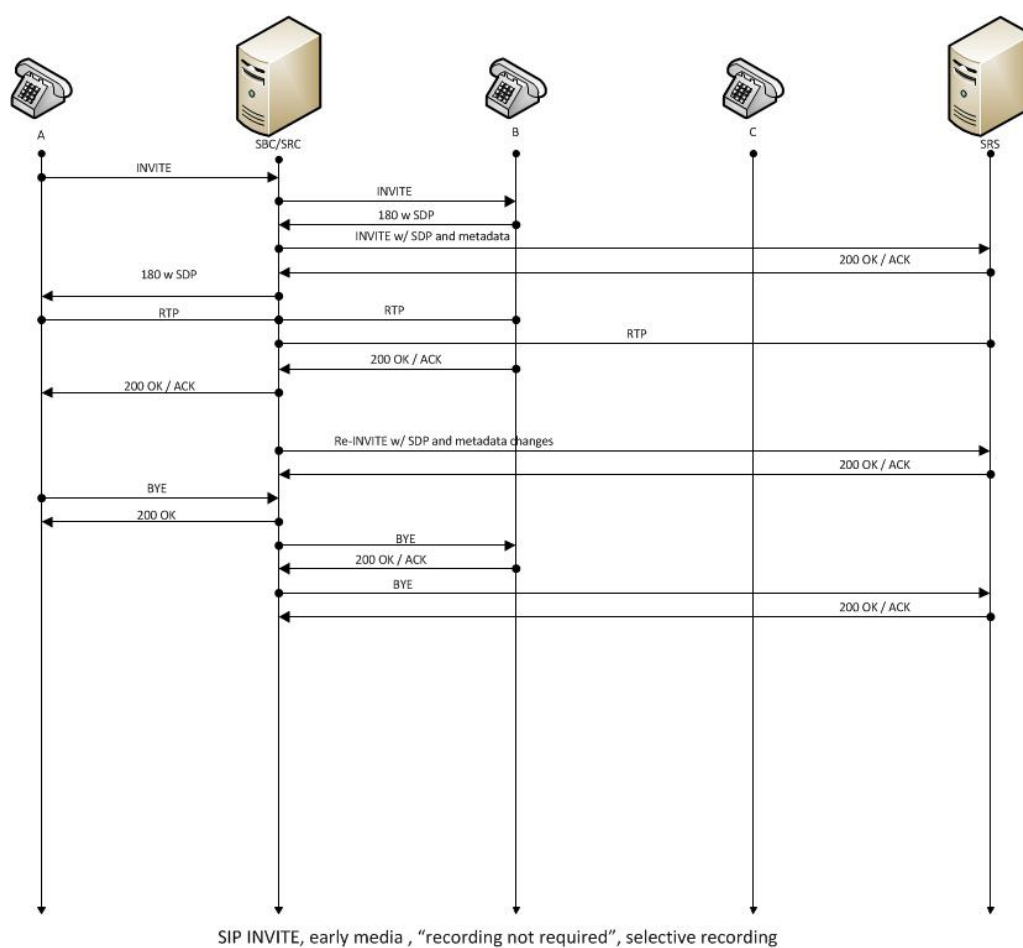 A
SBC/SRC
B
C
SRS
INVITE
INVITE
180 w SDP
INVITE w/ SDP and metadata
200 OK / ACK
180 w SDP
RTP
RTP
RTP
200 OK / ACK
200 OK / ACK
Re-INVITE w/ SDP and metadata changes
200 OK / ACK
BYE
200 OK
BYE
200 OK / ACK
BYE
200 OK / ACK
SIP INVITE, early media , “recording not required”, selective recording